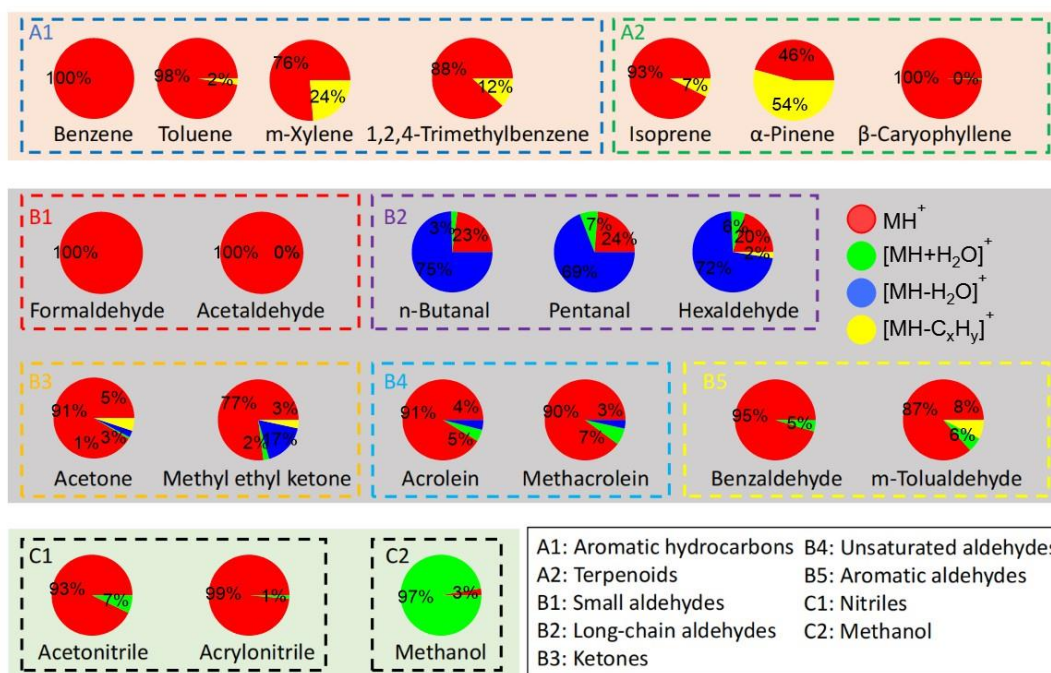 A1 A2
100% 98% 2% 76% 24% 88% 12% 93% 7% 46% 54% 100% 0%
Benzene Toluene m-Xylene 1,2,4-Trimethylbenzene Isoprene α-Pinene β-Caryophyllene
B1 B2
100% 100% 0% 3% 23% 75% 7% 24% 69% 6% 20% 2% 72%
Formaldehyde Acetaldehyde n-Butanal Pentanal Hexaldehyde
MH+
[MH+H2O]+
[MH-H2O]+
[MH-CxHy]+
B3 B4 B5
91% 5% 1% 3% 77% 3% 2% 17% 91% 4% 5% 90% 3% 7% 95% 5% 87% 8% 6%
Acetone Methyl ethyl ketone Acrolein Methacrolein Benzaldehyde m-Tolualdehyde
C1 C2
93% 7% 99% 1% 97% 3%
Acetonitrile Acrylonitrile Methanol
A1: Aromatic hydrocarbons B4: Unsaturated aldehydes
A2: Terpenoids B5: Aromatic aldehydes
B1: Small aldehydes C1: Nitriles
B2: Long-chain aldehydes C2: Methanol
B3: Ketones